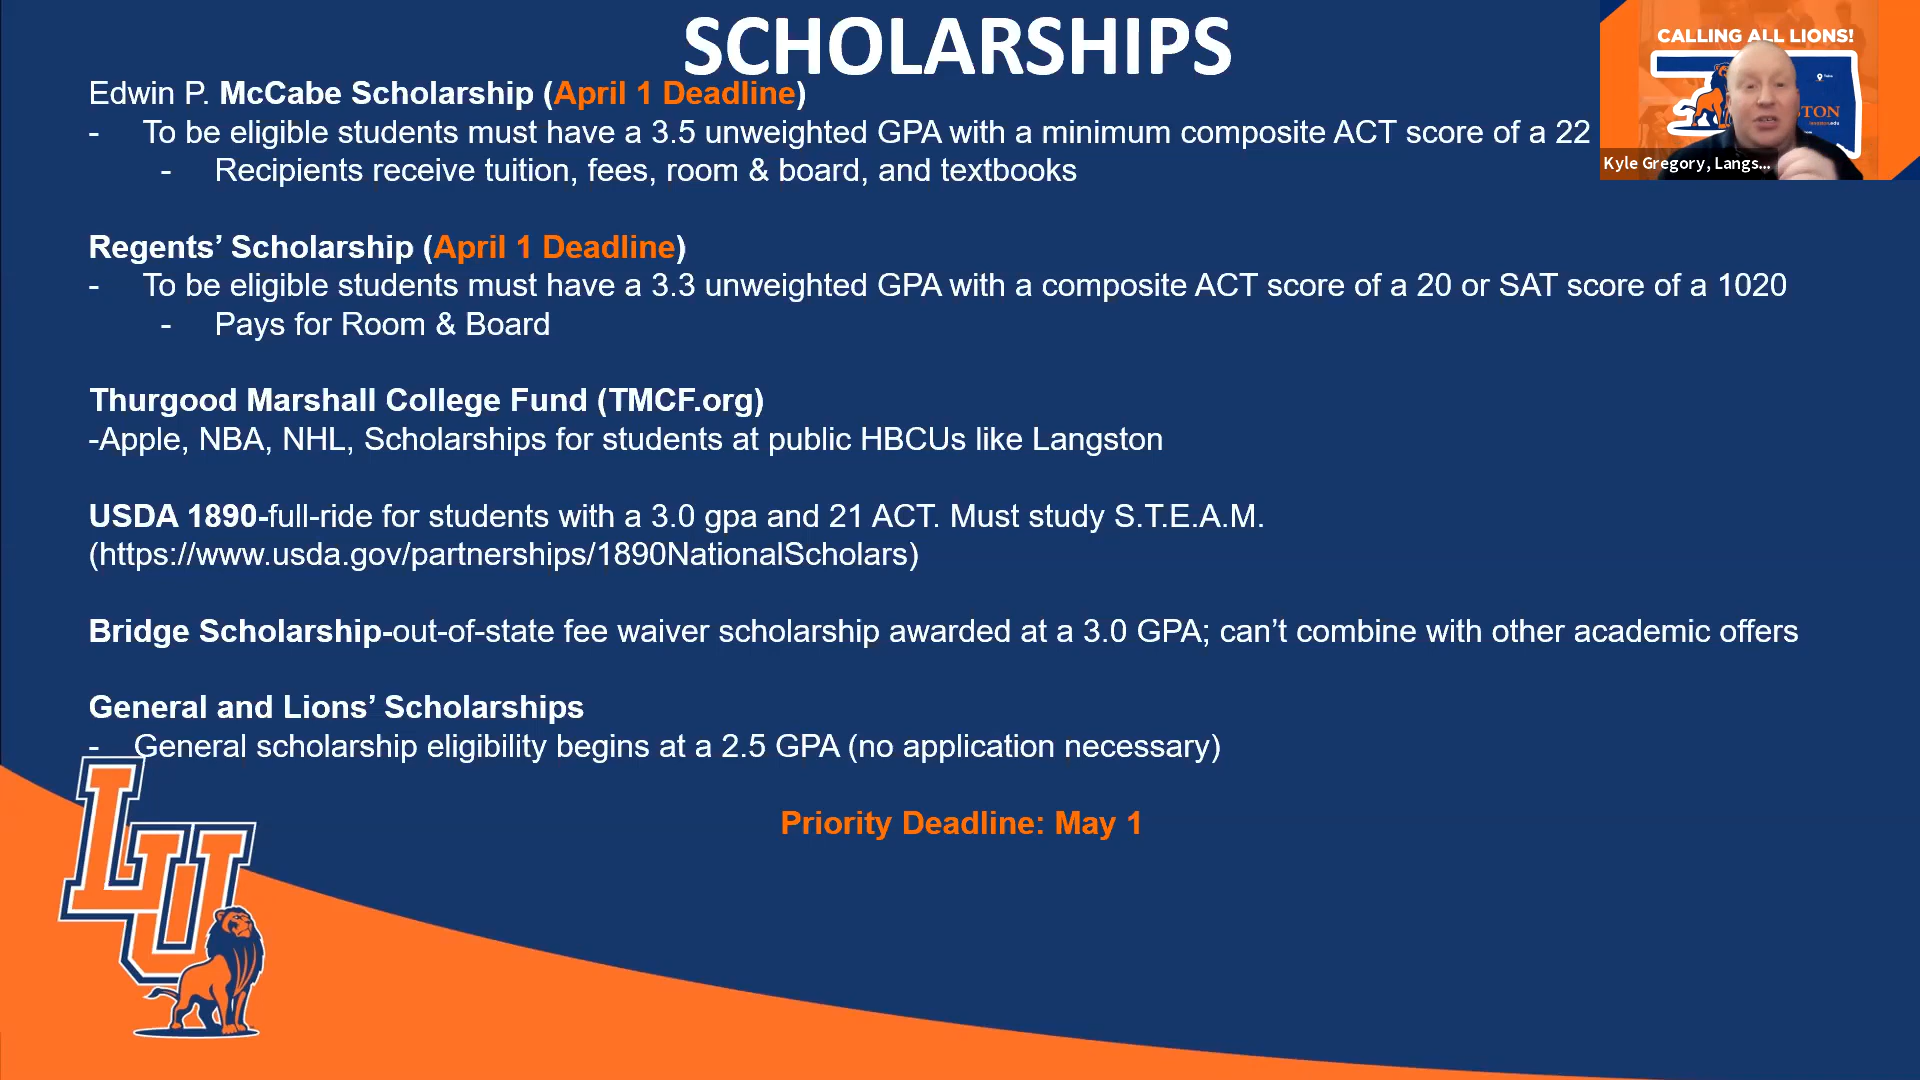 SCHOLARSHIPS
Edwin P. McCabe Scholarship (April 1 Deadline)
- To be eligible students must have a 3.5 unweighted GPA with a minimum composite ACT score of a 22
- Recipients receive tuition, fees, room & board, and textbooks
Regents’ Scholarship (April 1 Deadline)
- To be eligible students must have a 3.3 unweighted GPA with a composite ACT score of a 20 or SAT score of a 1020
- Pays for Room & Board
Thurgood Marshall College Fund (TMCF.org)
-Apple, NBA, NHL, Scholarships for students at public HBCUs like Langston
USDA 1890-full-ride for students with a 3.0 gpa and 21 ACT. Must study S.T.E.A.M.
(https://www.usda.gov/partnerships/1890NationalScholars)
Bridge Scholarship-out-of-state fee waiver scholarship awarded at a 3.0 GPA; can’t combine with other academic offers
General and Lions’ Scholarships
- General scholarship eligibility begins at a 2.5 GPA (no application necessary)
Priority Deadline: May 1
LU
CALLING ALL LIONS!
STON
Kyle Gregory, Langs...